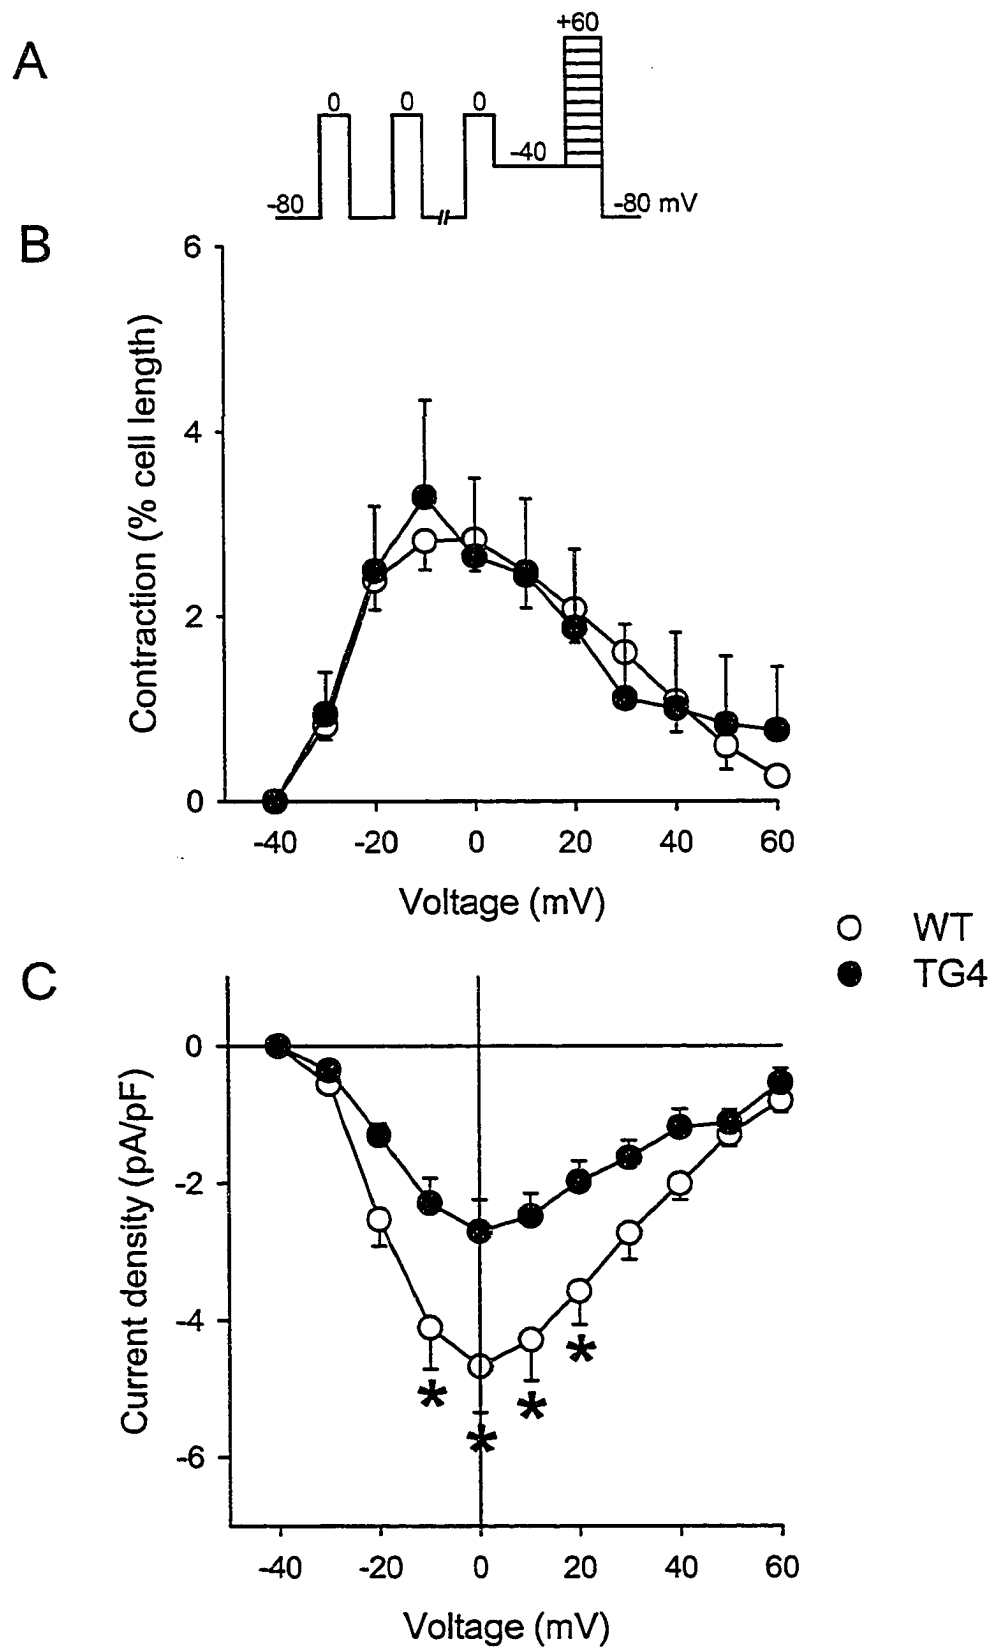 A
+60
0 0 0
-40
-80 -80 mV
B
6
4
2
0
Contraction (% cell length)
-40 -20 0 20 40 60
Voltage (mV)
WT
TG4
C
0
-2
-4
-6
Current density (pA/pF)
* * * *
-40 -20 0 20 40 60
Voltage (mV)